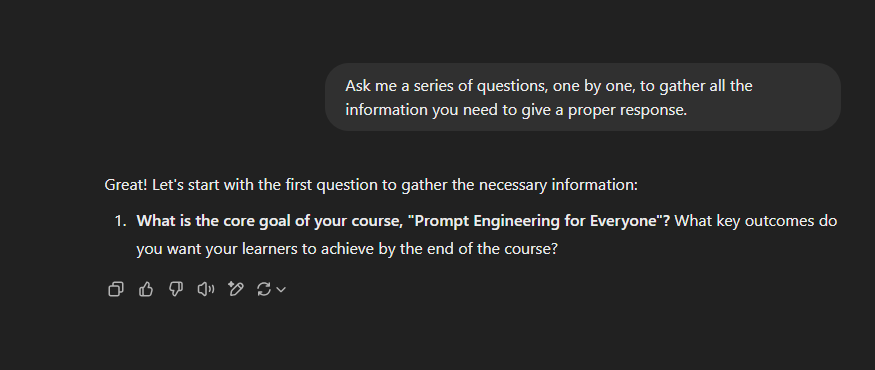 Ask me a series of questions, one by one, to gather all the
information you need to give a proper response.
Great! Let's start with the first question to gather the necessary information:
1. What is the core goal of your course, "Prompt Engineering for Everyone"? What key outcomes do
you want your learners to achieve by the end of the course?